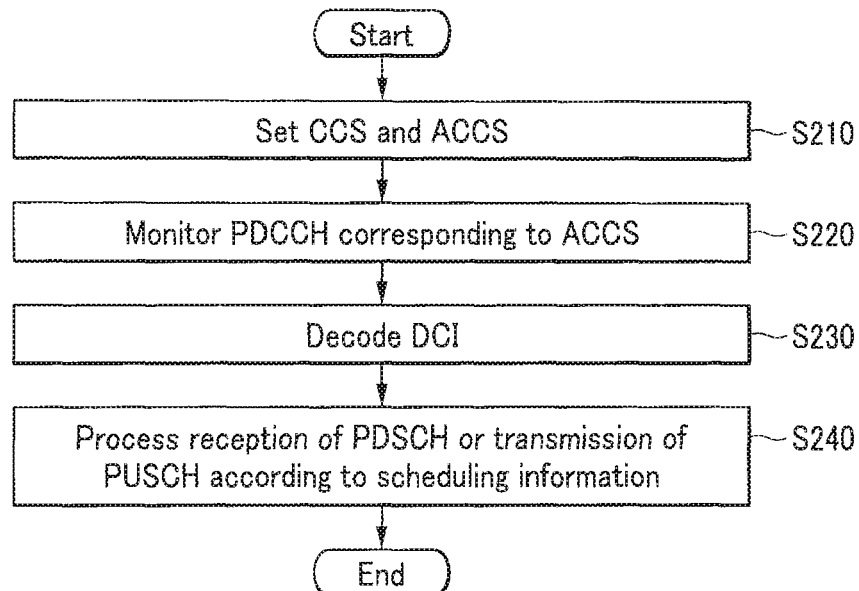 Start
Set CCS and ACCS
S210
Monitor PDCCH corresponding to ACCS
S220
Decode DCI
S230
Process reception of PDSCH or transmission of
PUSCH according to scheduling information
S240
End